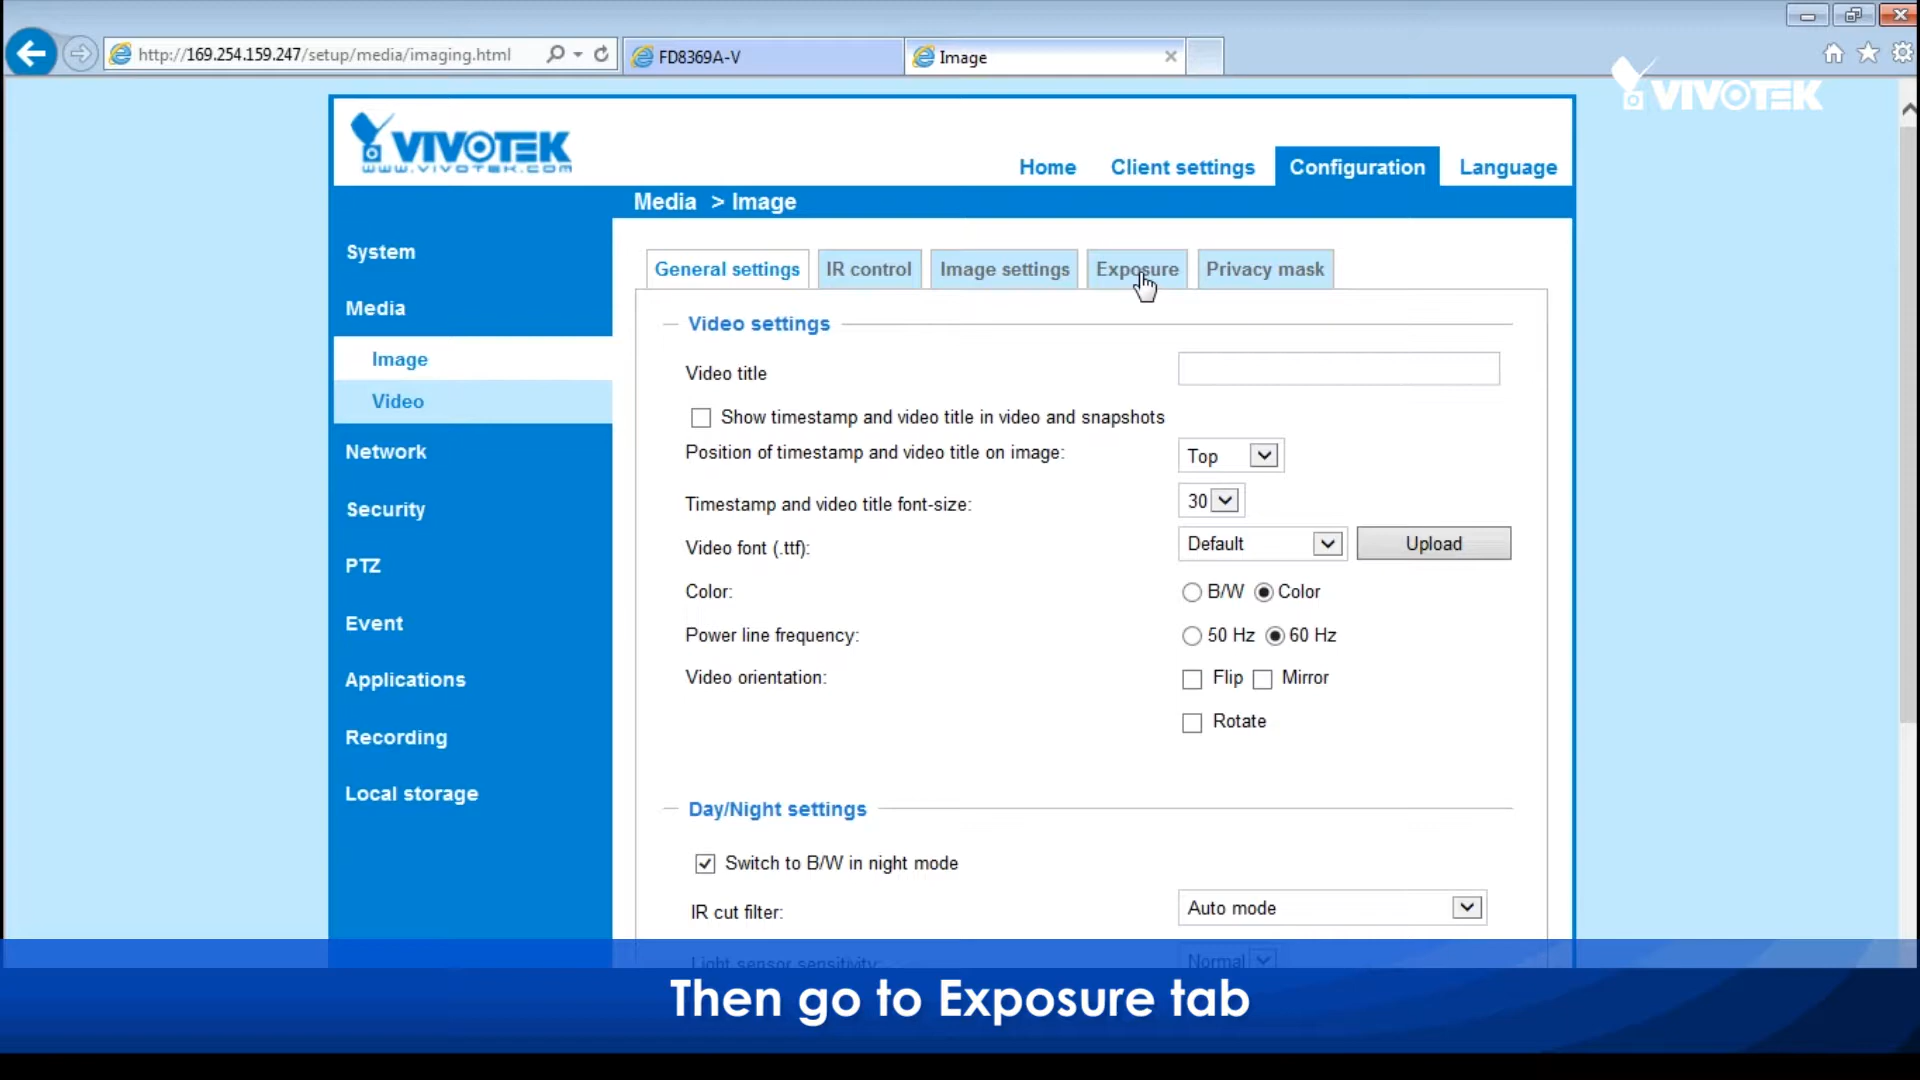 http://169.254.159.247/setup/media/imaging.html
FD8369A-V
Image
VIVOTEK
VIVOTEK
www.vivotek.com
Home
Client settings
Configuration
Language
Media > Image
System
Media
Image
Video
Network
Security
PTZ
Event
Applications
Recording
Local storage
General settings
IR control
Image settings
Exposure
Privacy mask
Video settings
Video title
Show timestamp and video title in video and snapshots
Position of timestamp and video title on image: Top
Timestamp and video title font-size: 30
Video font (.ttf): Default Upload
Color: B/W Color
Power line frequency: 50 Hz 60 Hz
Video orientation: Flip Mirror
Rotate
Day/Night settings
Switch to B/W in night mode
IR cut filter: Auto mode
Light sensor sensitivity: Normal
Then go to Exposure tab